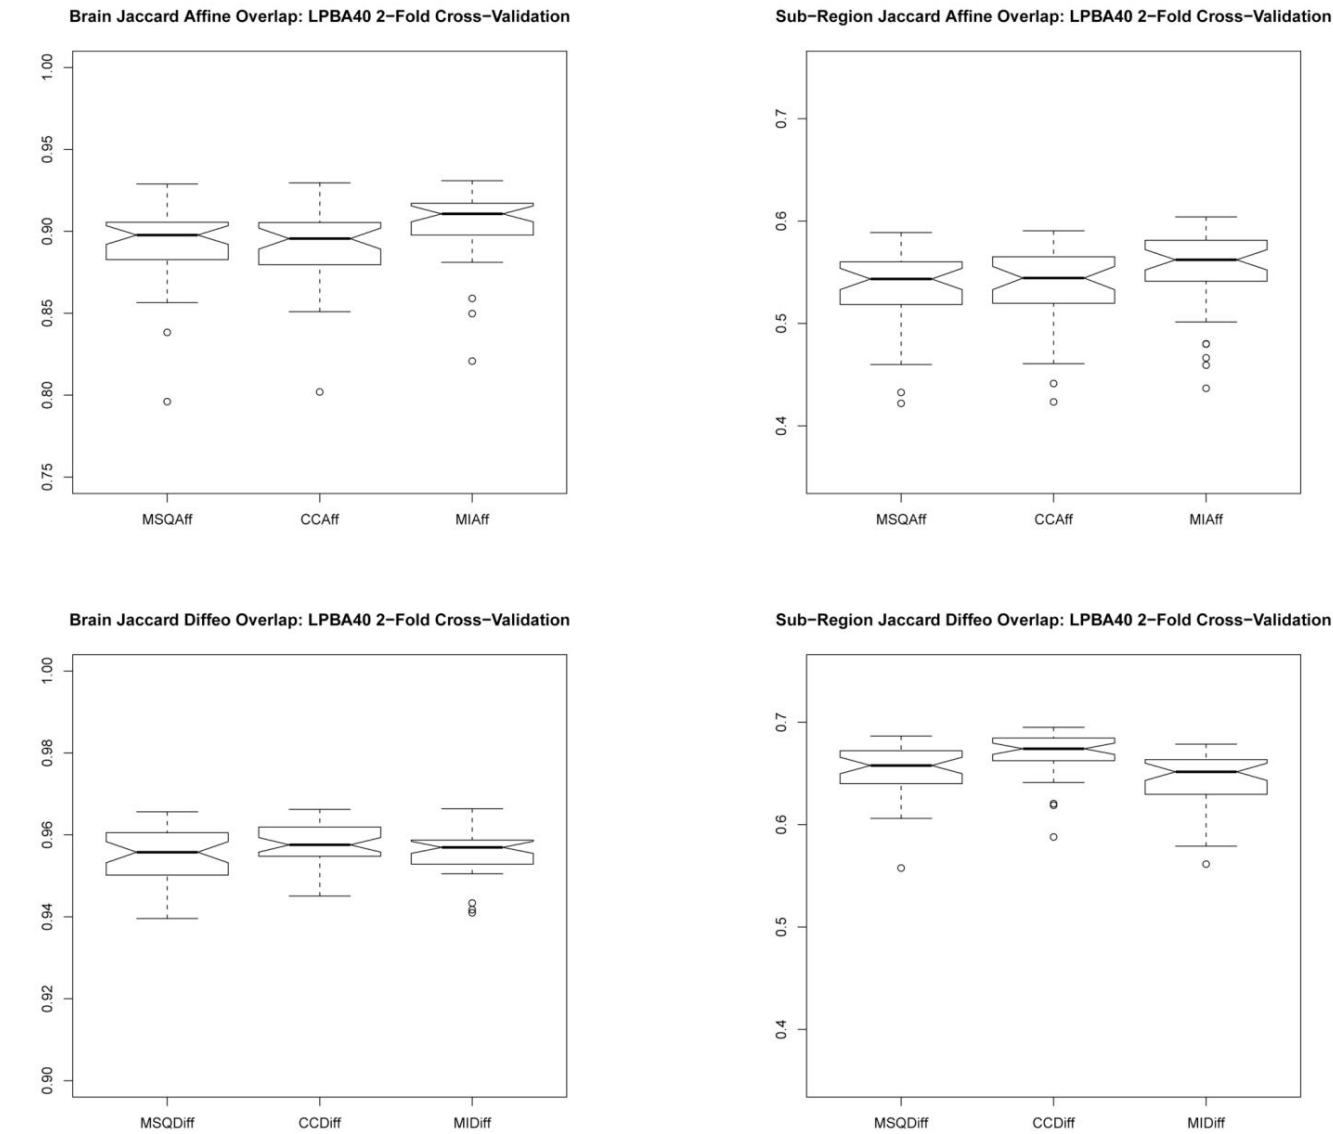 Brain Jaccard Affine Overlap: LPBA40 2−Fold Cross−Validation
1.00
0.95
0.90
0.85
0.80
0.75
MSQAff CCAff MIAff
Sub−Region Jaccard Affine Overlap: LPBA40 2−Fold Cross−Validation
0.7
0.6
0.5
0.4
MSQAff CCAff MIAff
Brain Jaccard Diffeo Overlap: LPBA40 2−Fold Cross−Validation
1.00
0.98
0.96
0.94
0.92
0.90
MSQDiff CCDiff MIDiff
Sub−Region Jaccard Diffeo Overlap: LPBA40 2−Fold Cross−Validation
0.7
0.6
0.5
0.4
MSQDiff CCDiff MIDiff